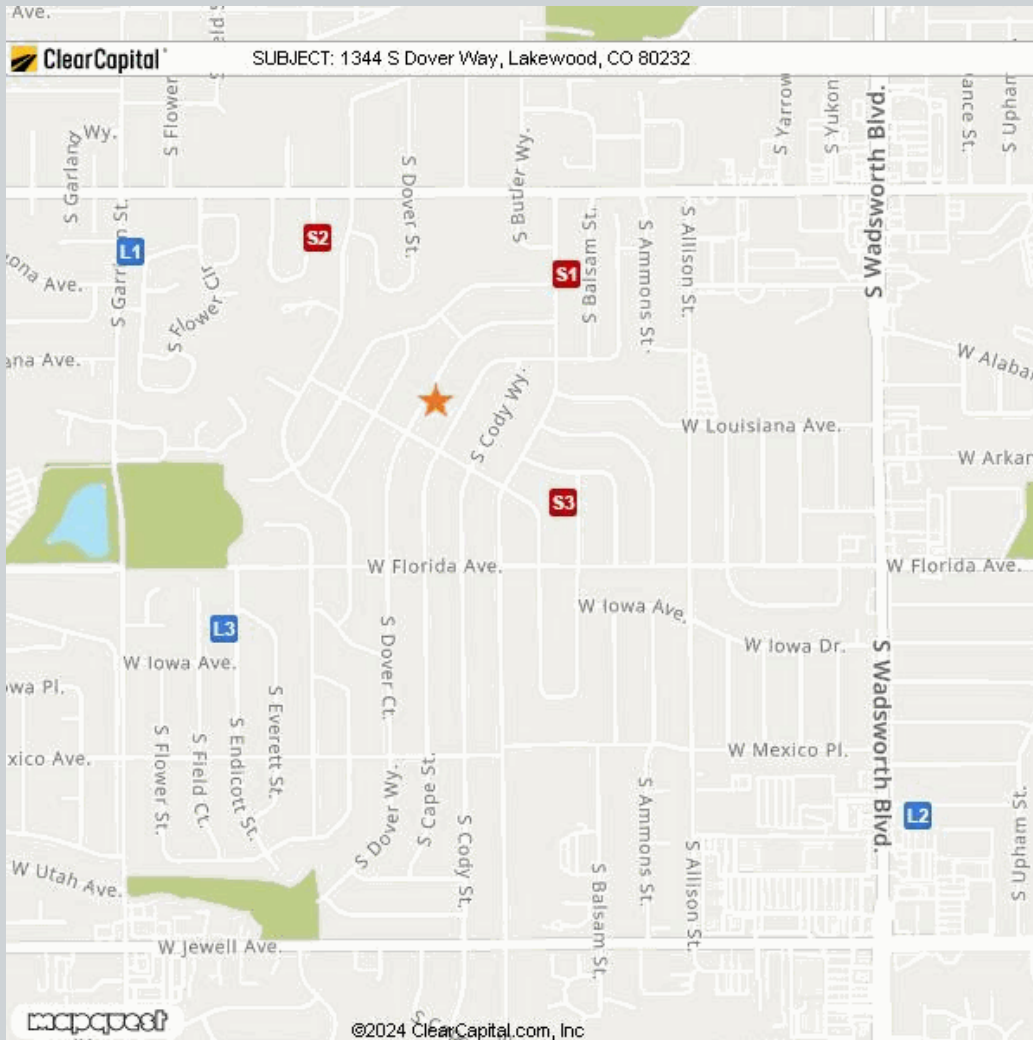 Ave.
ClearCapital
SUBJECT: 1344 S Dover Way, Lakewood, CO 80232
S Flower
Wy.
S Garland
S Dover St.
S Butler Wy.
S Yarrow
S Yukon
S Wadsworth Blvd.
ance St.
S Upham
S2
L1
S1
ona Ave.
S Flower Cir
S Balsam St.
S Ammons St.
S Allison St.
ana Ave.
W Alabam
S Cody Wy.
W Louisiana Ave.
W Arkan
S3
W Florida Ave.
W Florida Ave.
W Iowa Ave.
L3
W Iowa Dr.
W Iowa Ave.
owa Pl.
S Dover Ct.
S Wadsworth Blvd.
S Everett St.
S Flower St.
S Field Ct.
S Endicott St.
xico Ave.
W Mexico Pl.
S Dover Wy.
S Cape St.
S Cody St.
S Ammons St.
L2
S Upham St.
S Balsam St.
S Allison St.
W Utah Ave.
W Jewell Ave.
mapquest
©2024 ClearCapital.com, Inc